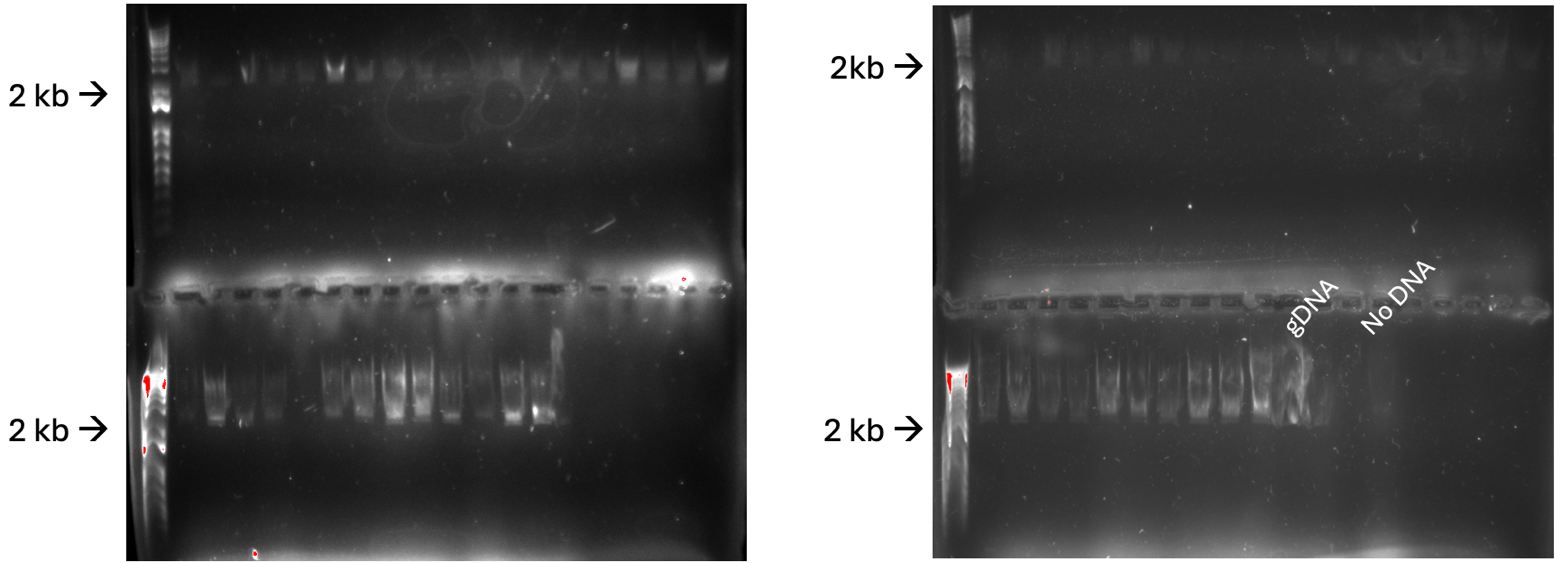 2 kb →
2kb →
gDNA
No DNA
2 kb →
2 kb →